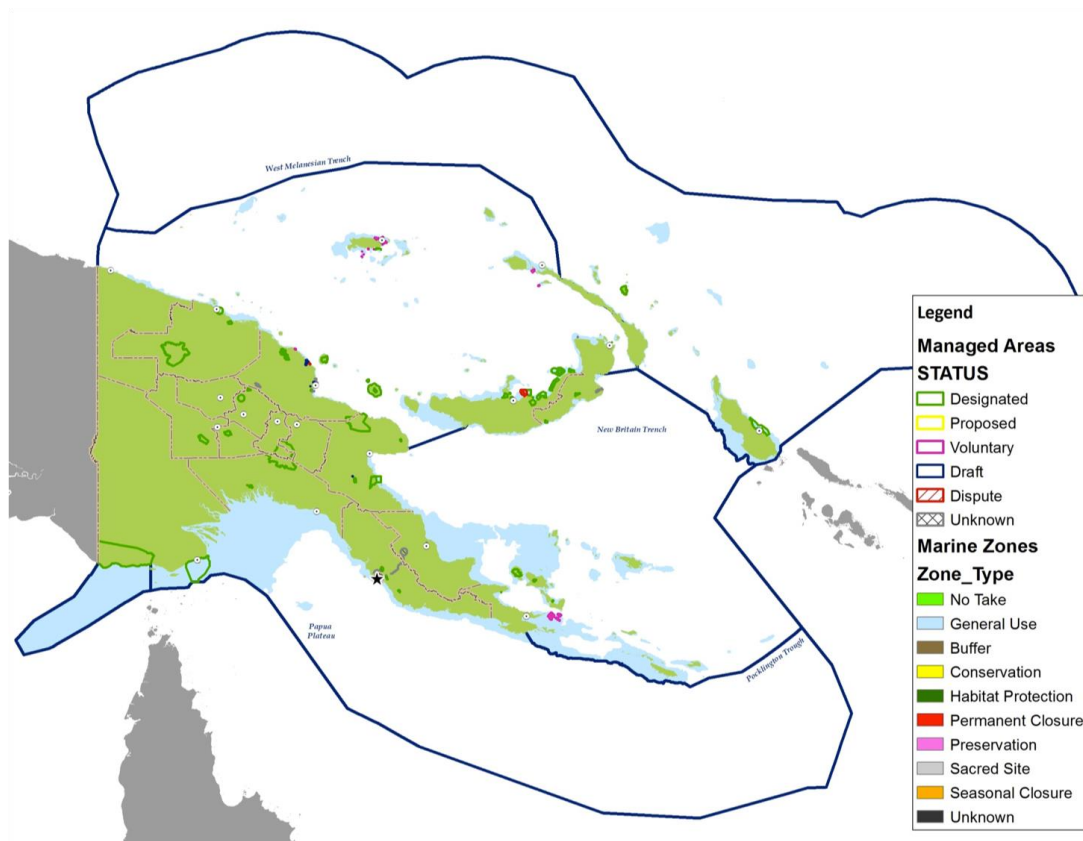 West Melanesian Trench
New Britain Trench
Papua
Plateau
Pocklington Trough
Legend
Managed Areas
STATUS
Designated
Proposed
Voluntary
Draft
Dispute
Unknown
Marine Zones
Zone_Type
No Take
General Use
Buffer
Conservation
Habitat Protection
Permanent Closure
Preservation
Sacred Site
Seasonal Closure
Unknown